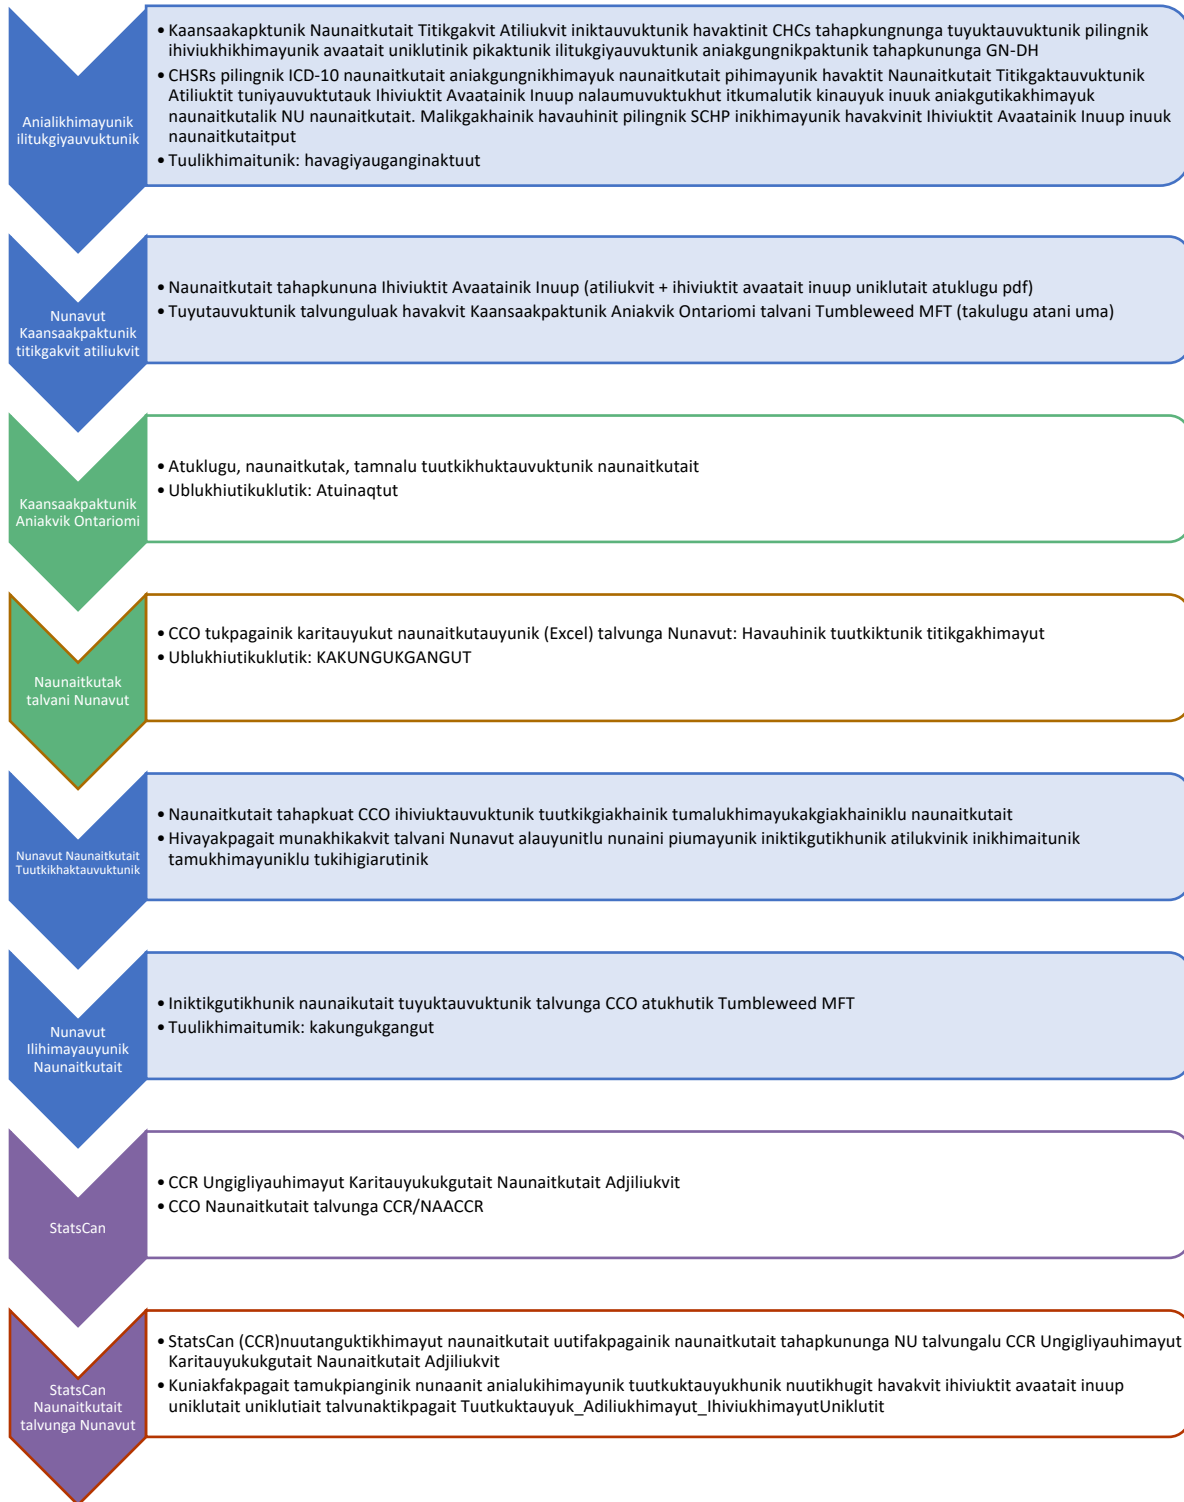 Anialikhimayunik
ilitukgiyauvuktunik
• Kaansaakapktunik Naunaitkutait Titikgakvit Atiliukvit iniktauvuktunik havaktinit CHCs tahapkungnunga tuyuktauvuktunik pilingnik
ihiviukhikhimayunik avaatait uniklutinik pikaktunik ilitukgiyauvuktunik aniakgungnikpaktunik tahapkununga GN-DH
• CHSRs pilingnik ICD-10 naunaitkutait aniakgungnikhimayuk naunaitkutait pihimayunik havaktit Naunaitkutait Titikgaktauvuktunik
Atiliuktit tuniyauvuktutauk Ihiviuktit Avaatainik Inuup nalaumuvuktukhut itkumalutik kinauyuk inuuk aniakgutikakhimayuk
naunaitkutalik NU naunaitkutait. Malikgakhainik havauhinit pilingnik SCHP inikhimayunik havakvinit Ihiviuktit Avaatainik Inuup inuuk
naunaitkutaitput
• Tuulikhimaitunik: havagiyauganginaktuut
Nunavut
Kaansaakpaktunik
titikgakvit atiliukvit
• Naunaitkutait tahapkununa Ihiviuktit Avaatainik Inuup (atiliukvit + ihiviuktit avaatait inuup uniklutait atuklugu pdf)
• Tuyutauvuktunik talvunguluak havakvit Kaansaakpaktunik Aniakvik Ontariomi talvani Tumbleweed MFT (takulugu atani uma)
Kaansaakpaktunik
Aniakvik Ontariomi
• Atuklugu, naunaitkutak, tamnalu tuutkikhuktauvuktunik naunaitkutait
• Ublukhiutikuklutik: Atuinaqtut
Naunaitkutak
talvani Nunavut
• CCO tukpagainik karitauyukut naunaitkutauyunik (Excel) talvunga Nunavut: Havauhinik tuutkiktunik titikgakhimayut
• Ublukhiutikuklutik: KAKUNGUKGANGUT
Nunavut Naunaitkutait
Tuutkikhaktauvuktunik
• Naunaitkutait tahapkuat CCO ihiviuktauvuktunik tuutkikgiakhainik tumalukhimayukakgiakhainiklu naunaitkutait
• Hivayakpagait munakhikakvit talvani Nunavut alauyunitlu nunaini piumayunik iniktikgutikhunik atilukvinik inikhimaitunik
tamukhimayuniklu tukihigiarutinik
Nunavut
Ilihimayauyunik
Naunaitkutait
• Iniktikgutikhunik naunaikutait tuyuktauvuktunik talvunga CCO atukhutik Tumbleweed MFT
• Tuulikhimaitumik: kakungukgangut
StatsCan
• CCR Ungigliyauhimayut Karitauyukukgutait Naunaitkutait Adjiliukvit
• CCO Naunaitkutait talvunga CCR/NAACCR
StatsCan
Naunaitkutait
talvunga Nunavut
• StatsCan (CCR)nuutanguktikhimayut naunaitkutait uutifakpagainik naunaitkutait tahapkununga NU talvungalu CCR Ungigliyauhimayut
Karitauyukukgutait Naunaitkutait Adjiliukvit
• Kuniakfakpagait tamukpianginik nunaanit anialukihimayunik tuutkuktauyukhunik nuutikhugit havakvit ihiviuktit avaatait inuup
uniklutait uniklutiait talvunaktikpagait Tuutkuktauyuk_Adiliukhimayut_IhiviukhimayutUniklutit